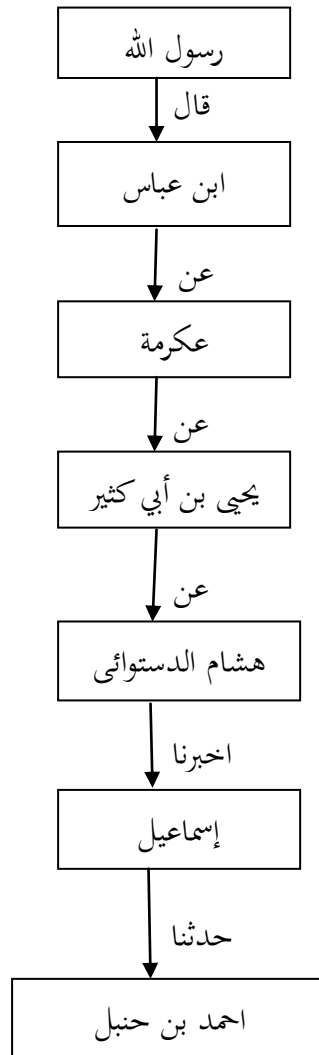 رسول الله
قال
ابن عباس
عن
عكرمة
عن
يحيى بن أبي كثير
عن
هشام الدستوائى
اخبرنا
إسماعيل
حدثنا
احمد بن حنبل